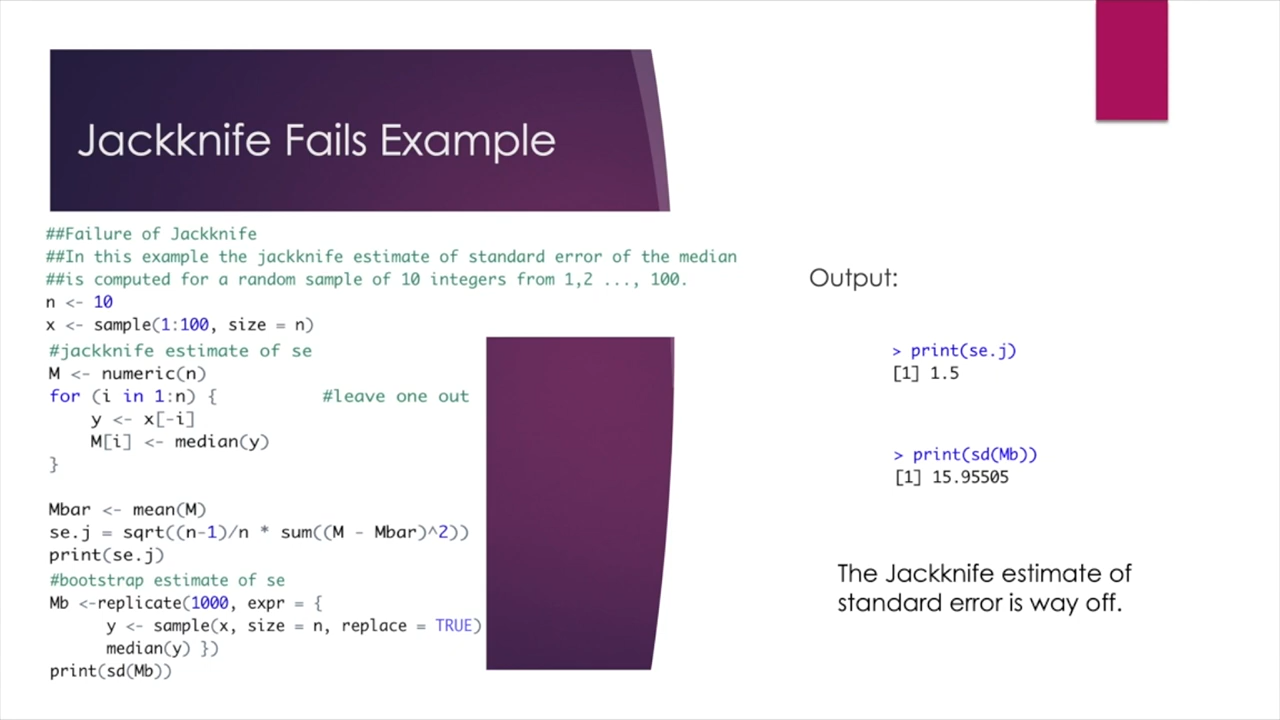 Jackknife Fails Example
##Failure of Jackknife
##In this example the jackknife estimate of standard error of the median
##is computed for a random sample of 10 integers from 1,2 ..., 100.
n <- 10
x <- sample(1:100, size = n)
#jackknife estimate of se
M <- numeric(n)
for (i in 1:n) { #leave one out
y <- x[-i]
M[i] <- median(y)
}
Mbar <- mean(M)
se.j = sqrt((n-1)/n * sum((M - Mbar)^2))
print(se.j)
#bootstrap estimate of se
Mb <-replicate(1000, expr = {
y <- sample(x, size = n, replace = TRUE)
median(y) })
print(sd(Mb))
Output:
> print(se.j)
[1] 1.5
> print(sd(Mb))
[1] 15.95505
The Jackknife estimate of
standard error is way off.